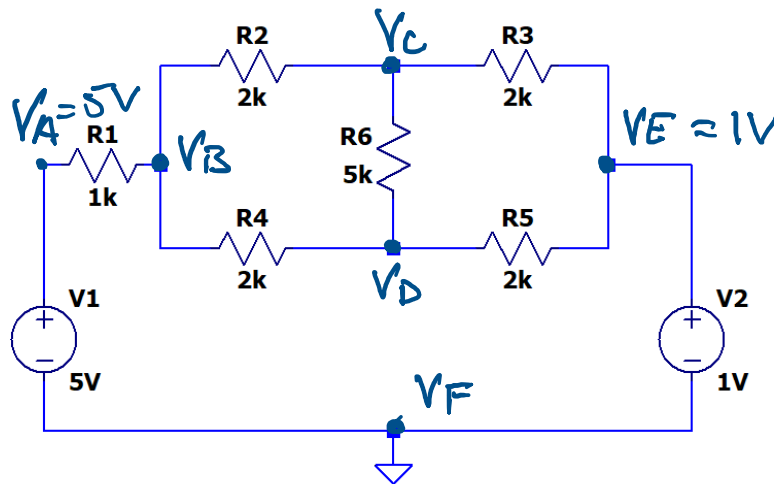 R2
VC
R3
2k
2k
VA=5V
R1
VB
R6
VE = 1V
1k
5k
R4
R5
2k
VD
2k
V1
V2
5V
VF
1V